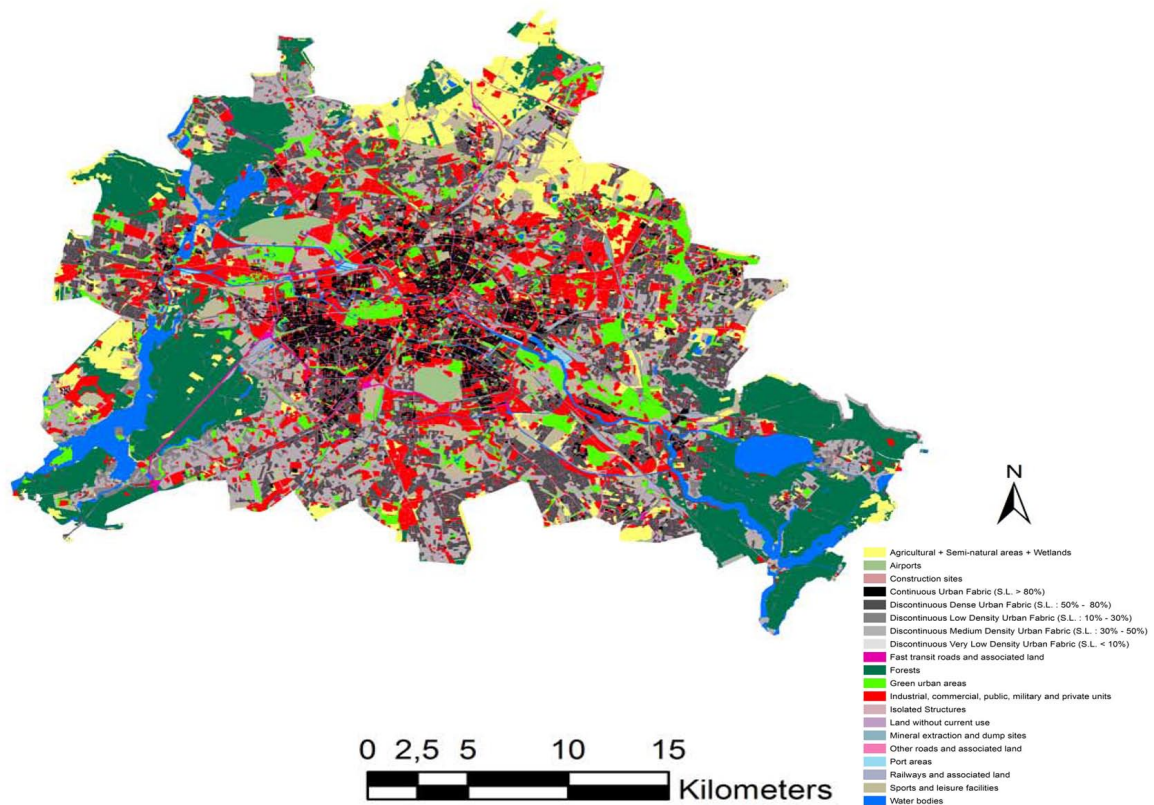 N
Agricultural + Semi-natural areas + Wetlands
Airports
Construction sites
Continuous Urban Fabric (S.L. > 80%)
Discontinuous Dense Urban Fabric (S.L. : 50% - 80%)
Discontinuous Low Density Urban Fabric (S.L. : 10% - 30%)
Discontinuous Medium Density Urban Fabric (S.L. : 30% - 50%)
Discontinuous Very Low Density Urban Fabric (S.L. < 10%)
Fast transit roads and associated land
Forests
Green urban areas
Industrial, commercial, public, military and private units
Isolated Structures
Land without current use
Mineral extraction and dump sites
Other roads and associated land
Port areas
Railways and associated land
Sports and leisure facilities
Water bodies
0 2,5 5 10 15
Kilometers